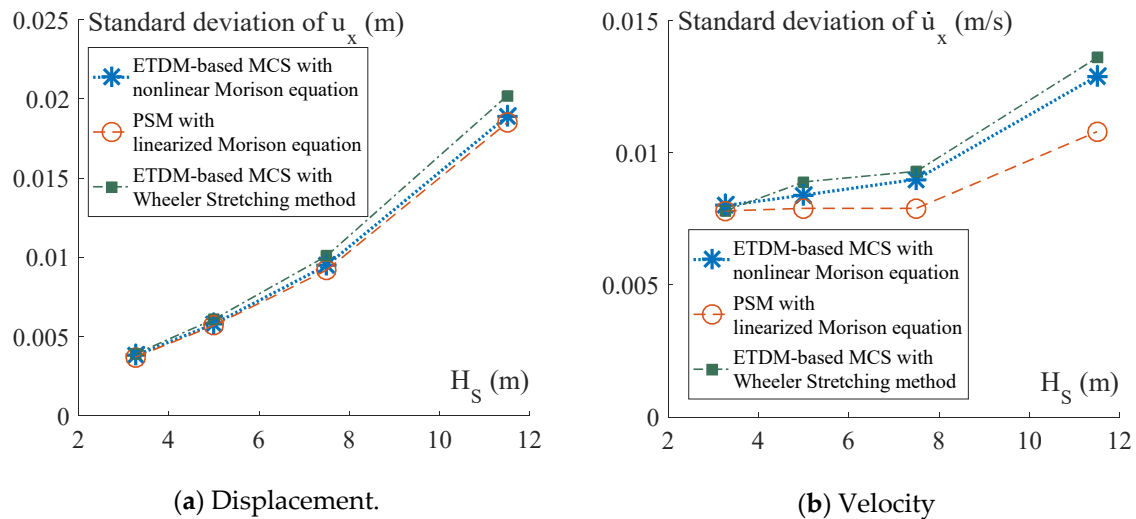 Standard deviation of u_x (m)
0.025
0.02
0.015
0.01
0.005
0
ETDM-based MCS with
nonlinear Morison equation
PSM with
linearized Morison equation
ETDM-based MCS with
Wheeler Stretching method
H_S (m)
2 4 6 8 10 12
(a) Displacement.
Standard deviation of u̇_x (m/s)
0.015
0.01
0.005
0
ETDM-based MCS with
nonlinear Morison equation
PSM with
linearized Morison equation
ETDM-based MCS with
Wheeler Stretching method
H_S (m)
2 4 6 8 10 12
(b) Velocity